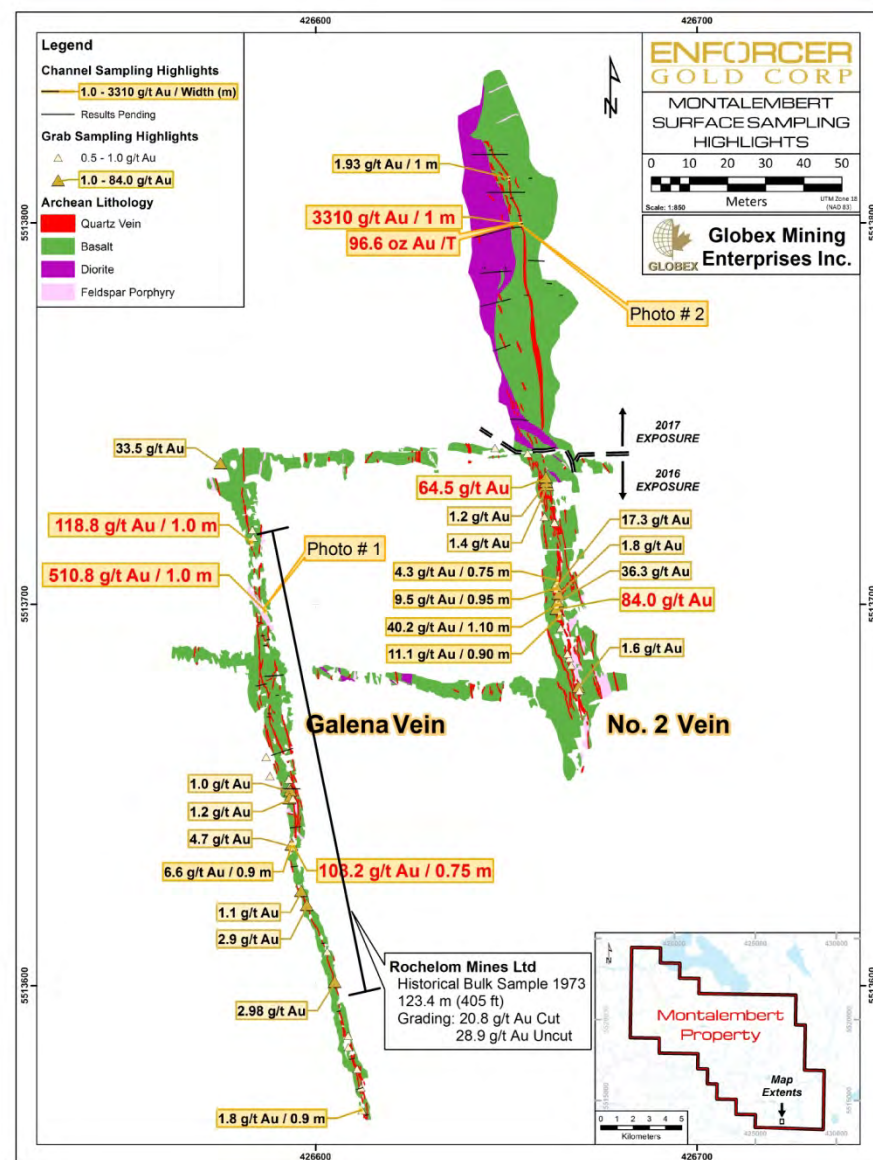 426600
426700
Legend
Channel Sampling Highlights
1.0 - 3310 g/t Au / Width (m)
Results Pending
Grab Sampling Highlights
0.5 - 1.0 g/t Au
1.0 - 84.0 g/t Au
Archean Lithology
Quartz Vein
Basalt
Diorite
Feldspar Porphyry
N
ENFORCER
GOLD CORP
MONTALEMBERT
SURFACE SAMPLING
HIGHLIGHTS
0 10 20 30 40 50
Meters
Scale: 1:850
UTM Zone 18
(NAD 83)
GLOBEX
Globex Mining
Enterprises Inc.
5513800
5513800
1.93 g/t Au / 1 m
3310 g/t Au / 1 m
96.6 oz Au /T
Photo # 2
2017
EXPOSURE
2016
EXPOSURE
33.5 g/t Au
64.5 g/t Au
1.2 g/t Au
1.4 g/t Au
118.8 g/t Au / 1.0 m
Photo # 1
510.8 g/t Au / 1.0 m
17.3 g/t Au
1.8 g/t Au
4.3 g/t Au / 0.75 m
36.3 g/t Au
9.5 g/t Au / 0.95 m
84.0 g/t Au
40.2 g/t Au / 1.10 m
11.1 g/t Au / 0.90 m
1.6 g/t Au
5513700
5513700
Galena Vein
No. 2 Vein
1.0 g/t Au
1.2 g/t Au
4.7 g/t Au
6.6 g/t Au / 0.9 m
103.2 g/t Au / 0.75 m
1.1 g/t Au
2.9 g/t Au
2.98 g/t Au
Rochelom Mines Ltd
Historical Bulk Sample 1973
123.4 m (405 ft)
Grading: 20.8 g/t Au Cut
28.9 g/t Au Uncut
5513600
5513600
1.8 g/t Au / 0.9 m
Montalembert
Property
Map
Extents
0 1 2 3 4 5
Kilometers
426600
426700